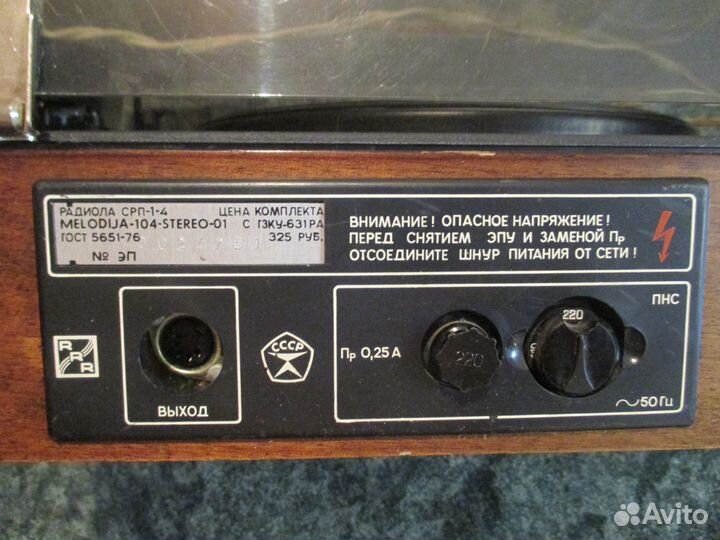 РАДИОЛА СРП-1-4 ЦЕНА КОМПЛЕКТА
MELODIJA-104-STEREO-01 С Г3КУ-631РА
ГОСТ 5651-76 325 РУБ.
№ ЭП
ВНИМАНИЕ! ОПАСНОЕ НАПРЯЖЕНИЕ!
ПЕРЕД СНЯТИЕМ ЭПУ И ЗАМЕНОЙ Пр
ОТСОЕДИНИТЕ ШНУР ПИТАНИЯ ОТ СЕТИ!
RRR
ВЫХОД
СССР
Пр 0,25 А
220
220
ПНС
~50 Гц
Avito